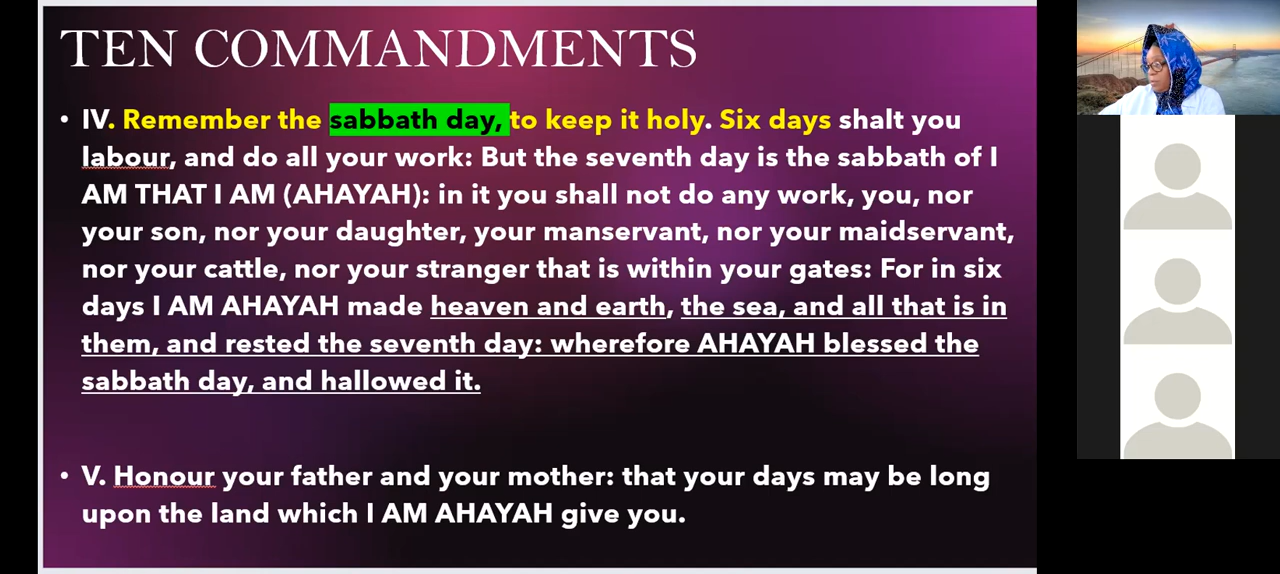 TEN COMMANDMENTS
• IV. Remember the sabbath day, to keep it holy. Six days shalt you
labour, and do all your work: But the seventh day is the sabbath of I
AM THAT I AM (AHAYAH): in it you shall not do any work, you, nor
your son, nor your daughter, your manservant, nor your maidservant,
nor your cattle, nor your stranger that is within your gates: For in six
days I AM AHAYAH made heaven and earth, the sea, and all that is in
them, and rested the seventh day: wherefore AHAYAH blessed the
sabbath day, and hallowed it.
• V. Honour your father and your mother: that your days may be long
upon the land which I AM AHAYAH give you.